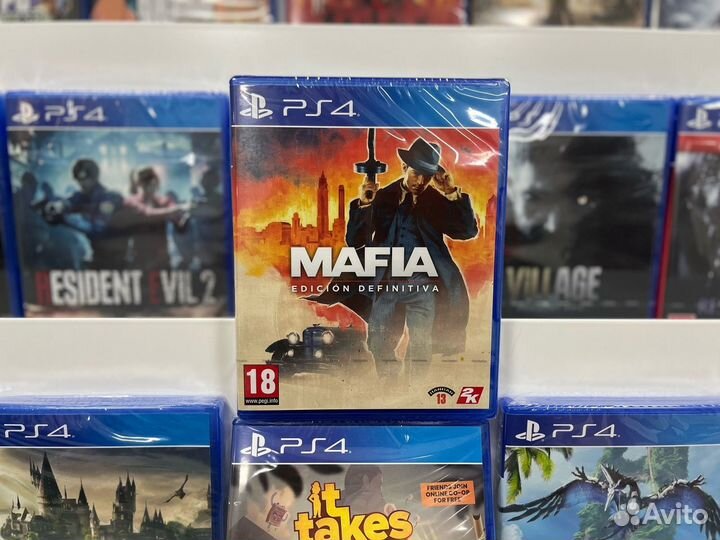 PS4
PS4
PS4
RESIDENT EVIL 2
MAFIA
EDICIÓN DEFINITIVA
VILLAGE
18
www.pegi.info
HANGAR
13
2K
PS4
PS4
PS4
FRIENDS JOIN
ONLINE CO-OP
FOR FREE
it
takes
Avito